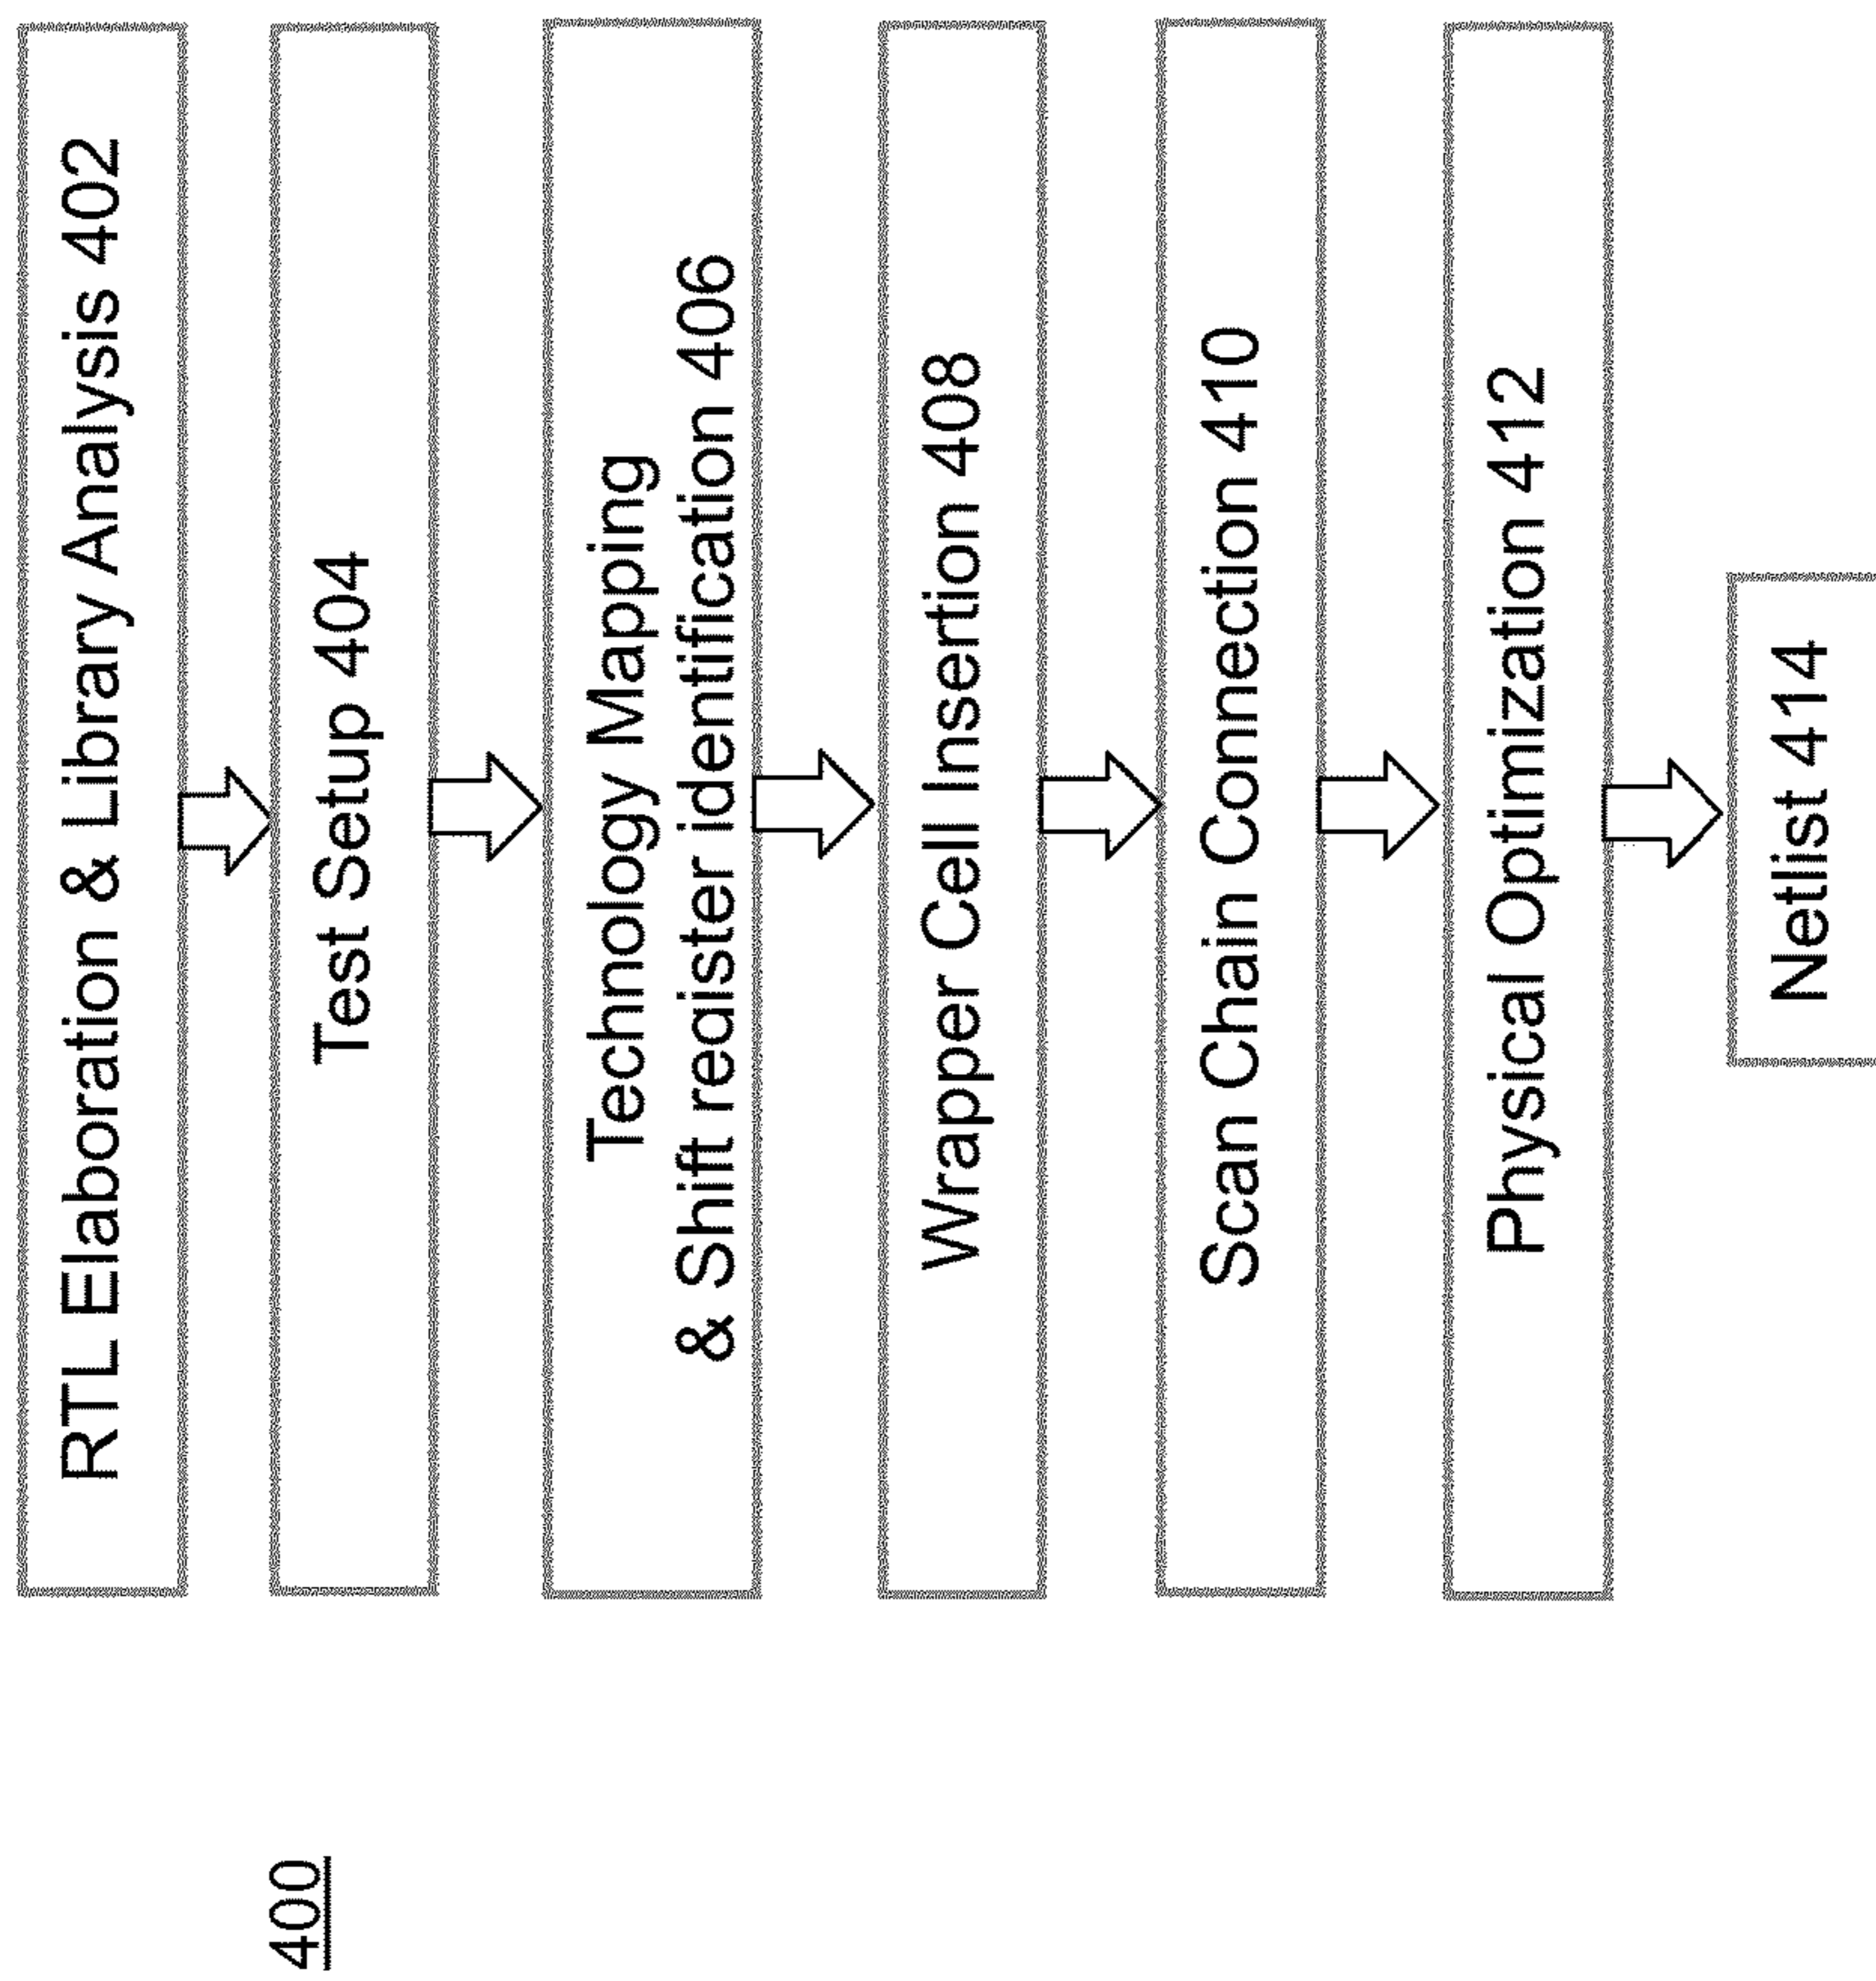 400
RTL Elaboration & Library Analysis 402
Test Setup 404
Technology Mapping
& Shift register identification 406
Wrapper Cell Insertion 408
Scan Chain Connection 410
Physical Optimization 412
Netlist 414